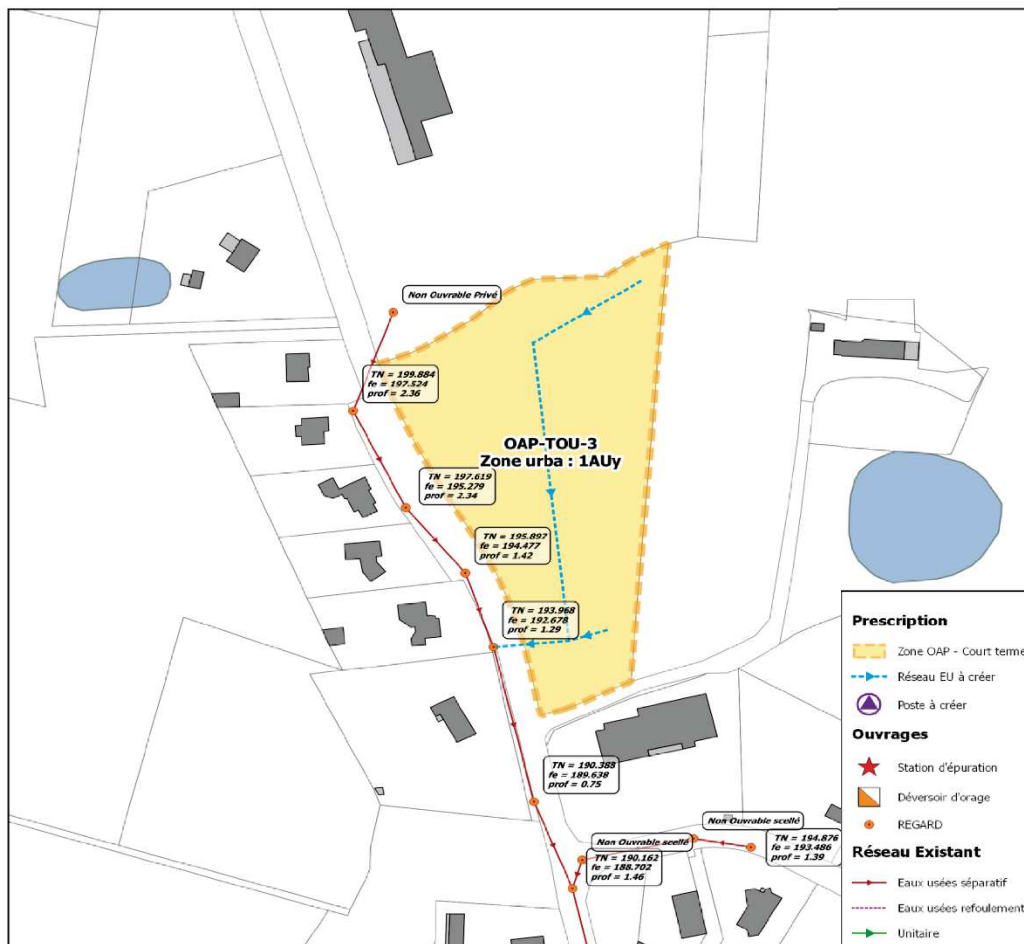 Non Ouvrable Privé
TN = 199.884
fe = 197.524
prof = 2.36
OAP-TOU-3
Zone urba : 1AUy
TN = 197.619
fe = 195.279
prof = 2.34
TN = 195.897
fe = 194.477
prof = 1.42
TN = 193.968
fe = 192.678
prof = 1.29
TN = 190.388
fe = 189.638
prof = 0.75
Non Ouvrable scellé
Non Ouvrable scellé
TN = 194.876
fe = 193.486
prof = 1.39
TN = 190.162
fe = 188.702
prof = 1.46
Prescription
Zone OAP - Court terme
Réseau EU à créer
Poste à créer
Ouvrages
Station d'épuration
Déversoir d'orage
REGARD
Réseau Existant
Eaux usées séparatif
Eaux usées refoulement
Unitaire